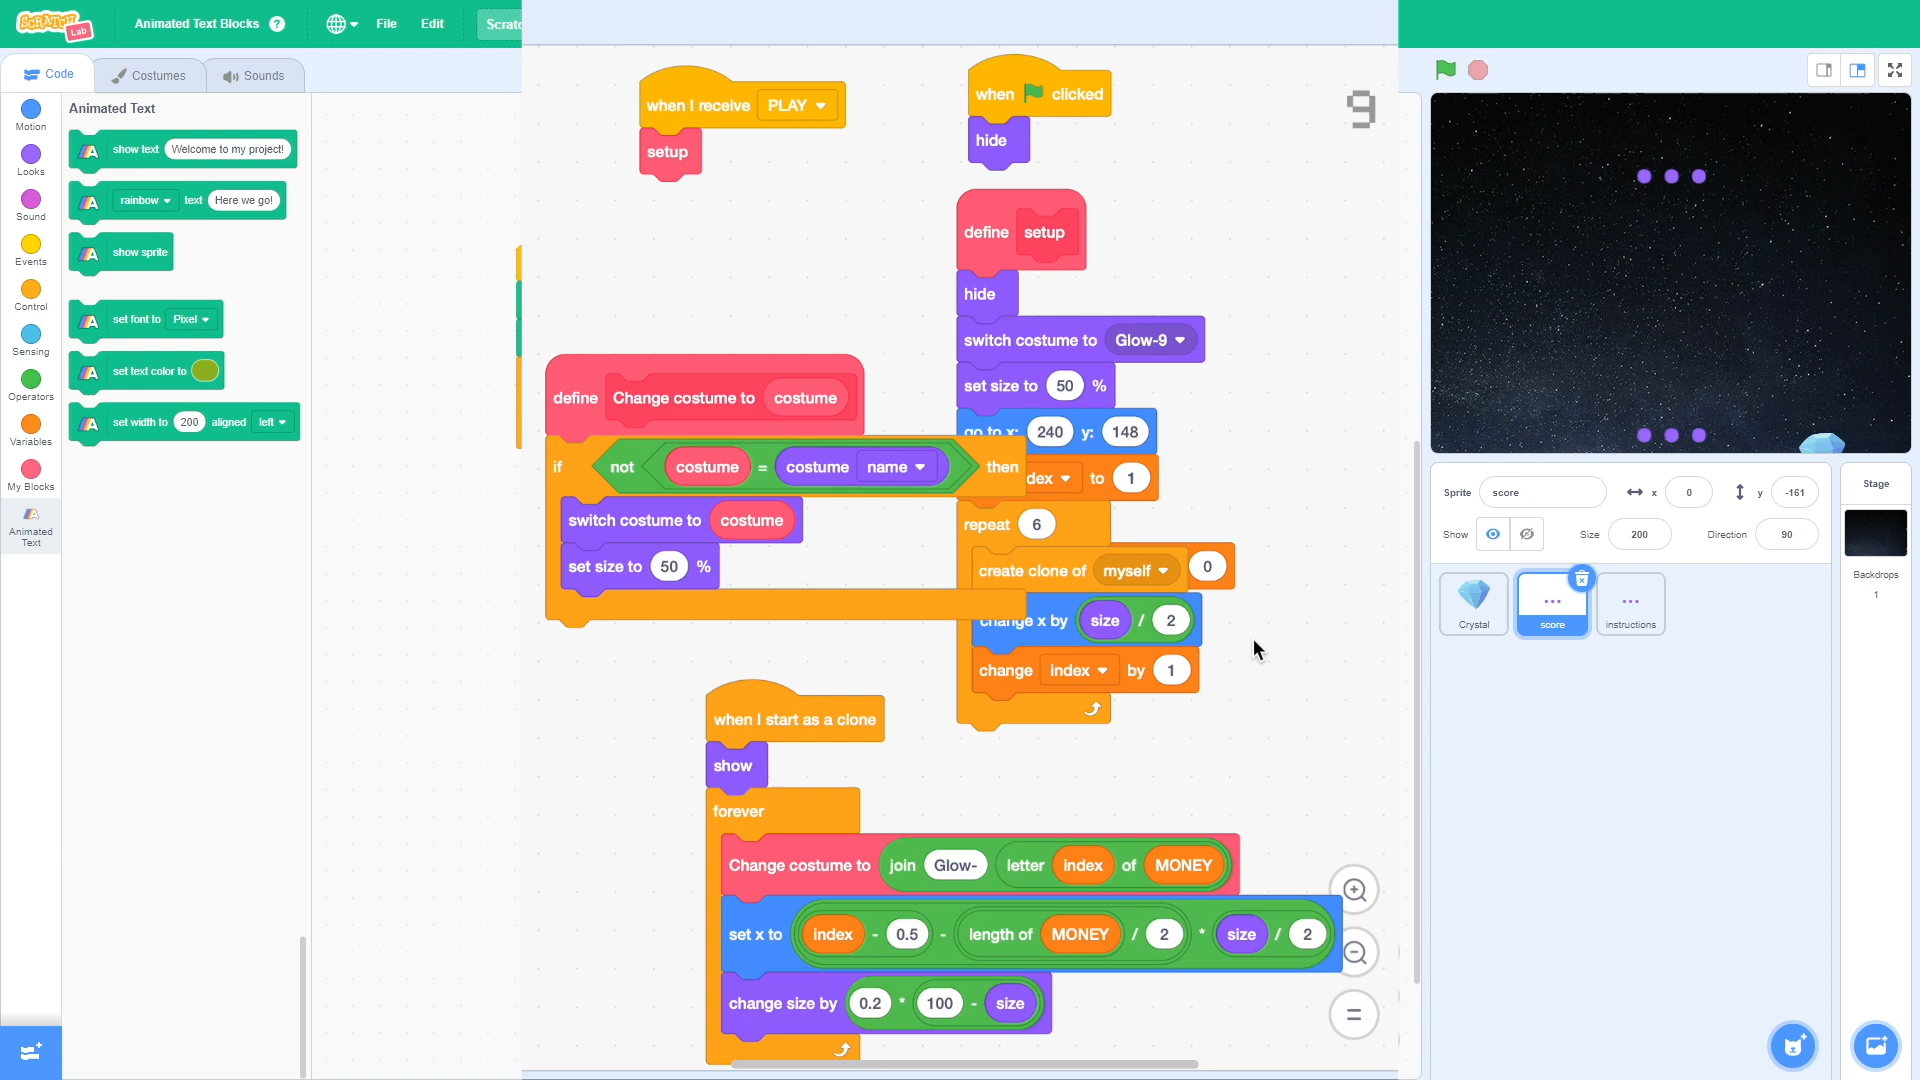 SCRATCH
Lab
Animated Text Blocks ?
File Edit
Scratc
Code Costumes Sounds
Motion
Looks
Sound
Events
Control
Sensing
Operators
Variables
My Blocks
Animated
Text
Animated Text
show text Welcome to my project!
rainbow text Here we go!
show sprite
set font to Pixel
set text color to
set width to 200 aligned left
when I receive PLAY
setup
when clicked
hide
9
define setup
hide
switch costume to Glow-9
set size to 50 %
go to x: 240 y: 148
dex to 1
repeat 6
create clone of myself 0
change x by size / 2
change index by 1
define Change costume to costume
if not costume = costume name then
switch costume to costume
set size to 50 %
when I start as a clone
show
forever
Change costume to join Glow- letter index of MONEY
set x to index - 0.5 - length of MONEY / 2 * size / 2
change size by 0.2 * 100 - size
Sprite score x 0 y -161
Show Size 200 Direction 90
Crystal
score
instructions
Stage
Backdrops
1